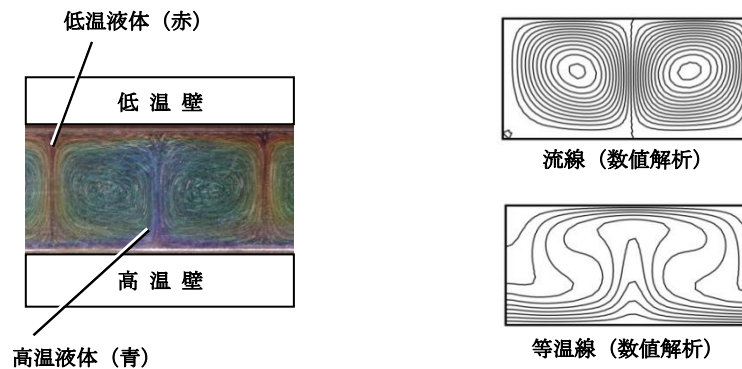 低温液体（赤）
低 温 壁
高 温 壁
高温液体（青）
流線（数値解析）
等温線（数値解析）